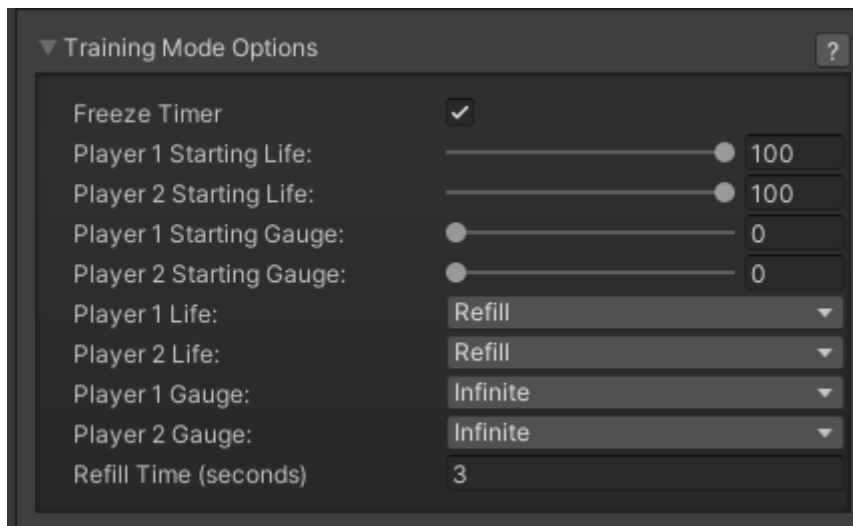 Training Mode Options ?
Freeze Timer
Player 1 Starting Life: 100
Player 2 Starting Life: 100
Player 1 Starting Gauge: 0
Player 2 Starting Gauge: 0
Player 1 Life: Refill
Player 2 Life: Refill
Player 1 Gauge: Infinite
Player 2 Gauge: Infinite
Refill Time (seconds) 3